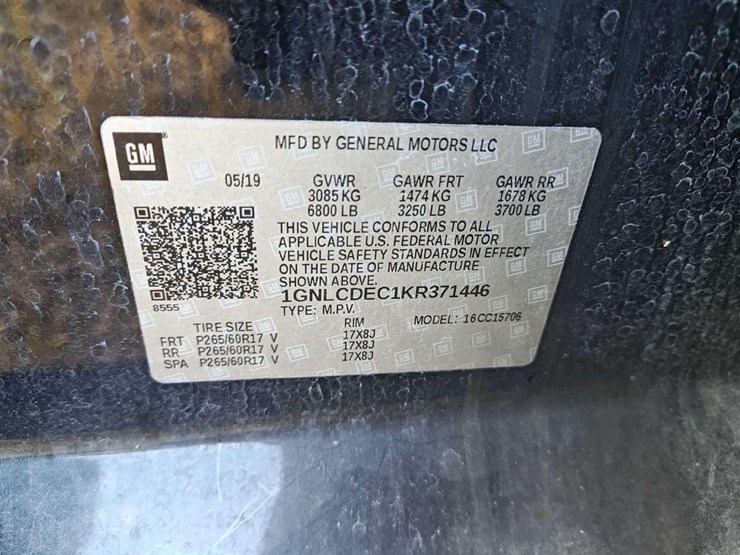 GM
MFD BY GENERAL MOTORS LLC
05/19 GVWR GAWR FRT GAWR RR
3085 KG 1474 KG 1678 KG
6800 LB 3250 LB 3700 LB
THIS VEHICLE CONFORMS TO ALL
APPLICABLE U.S. FEDERAL MOTOR
VEHICLE SAFETY STANDARDS IN EFFECT
ON THE DATE OF MANUFACTURE
SHOWN ABOVE.
1GNLCDEC1KR371446
8555
TYPE: M.P.V. MODEL: 16CC15706
TIRE SIZE RIM
FRT P265/60R17 V 17X8J
RR P265/60R17 V 17X8J
SPA P265/60R17 V 17X8J